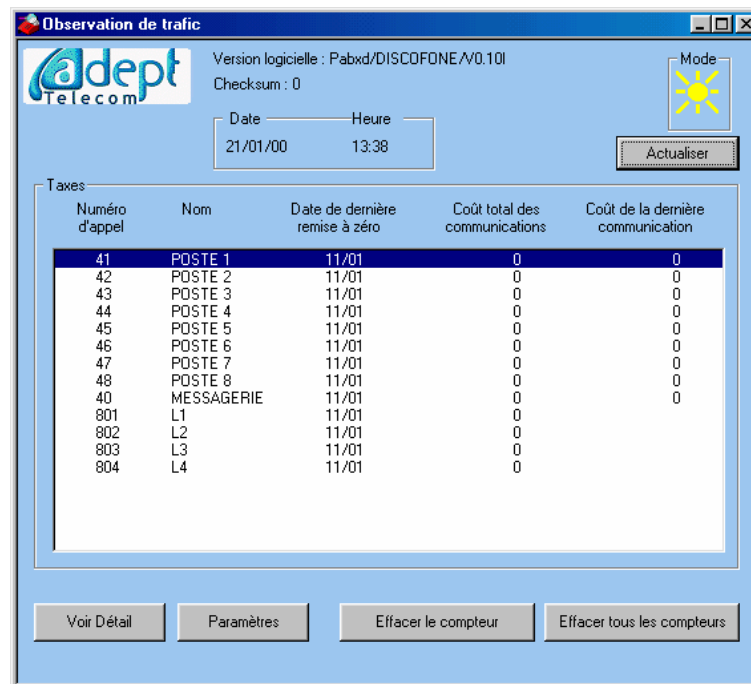 Observation de trafic
adept
Telecom
Version logicielle : Pabxd/DISCOFONE/V0.10I
Checksum : 0
Mode
Date Heure
21/01/00 13:38
Actualiser
Taxes
Numéro d'appel Nom Date de dernière remise à zéro Coût total des communications Coût de la dernière communication
41 POSTE 1 11/01 0 0
42 POSTE 2 11/01 0 0
43 POSTE 3 11/01 0 0
44 POSTE 4 11/01 0 0
45 POSTE 5 11/01 0 0
46 POSTE 6 11/01 0 0
47 POSTE 7 11/01 0 0
48 POSTE 8 11/01 0 0
40 MESSAGERIE 11/01 0 0
801 L1 11/01 0
802 L2 11/01 0
803 L3 11/01 0
804 L4 11/01 0
Voir Détail Paramètres Effacer le compteur Effacer tous les compteurs